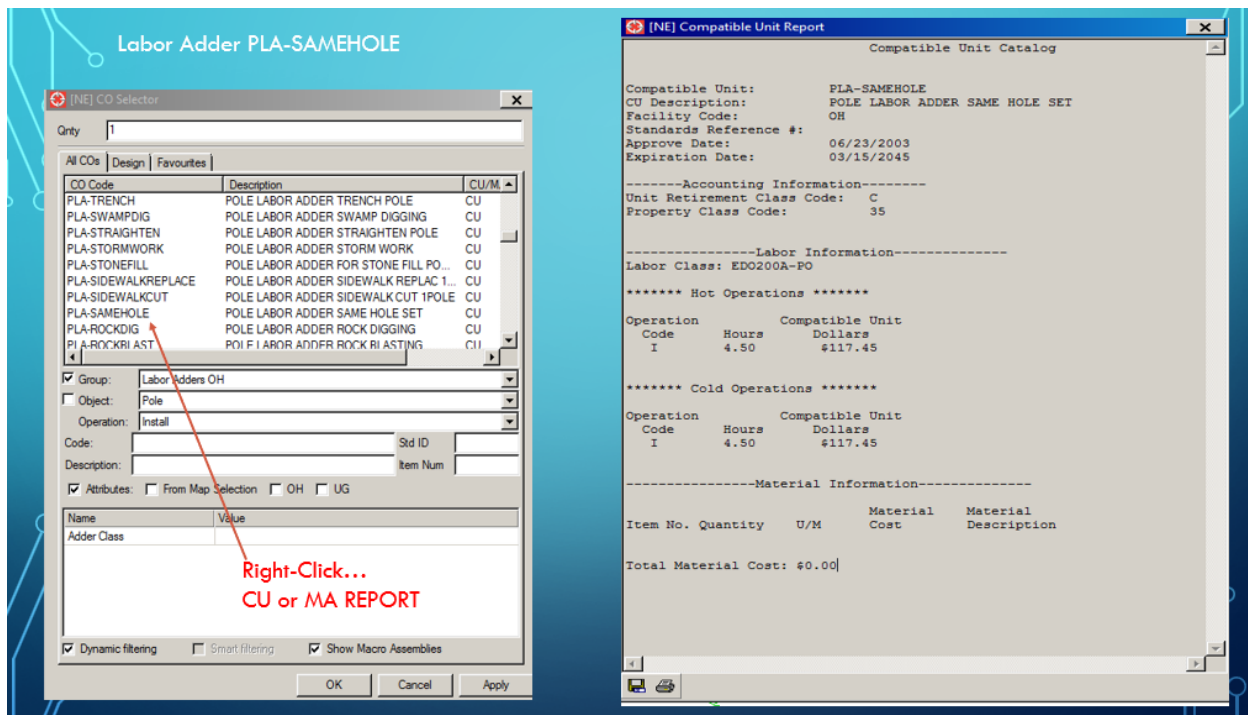 Labor Adder PLA-SAMEHOLE
[NE] CO Selector
Qnty 1
All COs Design Favourites
CO Code Description CU/M
PLA-TRENCH POLE LABOR ADDER TRENCH POLE CU
PLA-SWAMPDIG POLE LABOR ADDER SWAMP DIGGING CU
PLA-STRAIGHTEN POLE LABOR ADDER STRAIGHTEN POLE CU
PLA-STORMWORK POLE LABOR ADDER STORM WORK CU
PLA-STONEFILL POLE LABOR ADDER FOR STONE FILL PO... CU
PLA-SIDEWALKREPLACE POLE LABOR ADDER SIDEWALK REPLAC 1... CU
PLA-SIDEWALKCUT POLE LABOR ADDER SIDEWALK CUT 1POLE CU
PLA-SAMEHOLE POLE LABOR ADDER SAME HOLE SET CU
PLA-ROCKDIG POLE LABOR ADDER ROCK DIGGING CU
PLA-ROCKBLAST POLE LABOR ADDER ROCK BLASTING CU
Group: Labor Adders OH
Object: Pole
Operation: Install
Code: Std ID
Description: Item Num
Attributes: From Map Selection OH UG
Name Value
Adder Class
Right-Click...
CU or MA REPORT
Dynamic filtering Smart filtering Show Macro Assemblies
OK Cancel Apply
[NE] Compatible Unit Report
Compatible Unit Catalog
Compatible Unit: PLA-SAMEHOLE
CU Description: POLE LABOR ADDER SAME HOLE SET
Facility Code: OH
Standards Reference #:
Approve Date: 06/23/2003
Expiration Date: 03/15/2045
-------Accounting Information--------
Unit Retirement Class Code: C
Property Class Code: 35
----------------Labor Information--------------
Labor Class: EDO200A-PO
******* Hot Operations *******
Operation Compatible Unit
Code Hours Dollars
I 4.50 $117.45
******* Cold Operations *******
Operation Compatible Unit
Code Hours Dollars
I 4.50 $117.45
----------------Material Information--------------
Material Material
Item No. Quantity U/M Cost Description
Total Material Cost: $0.00